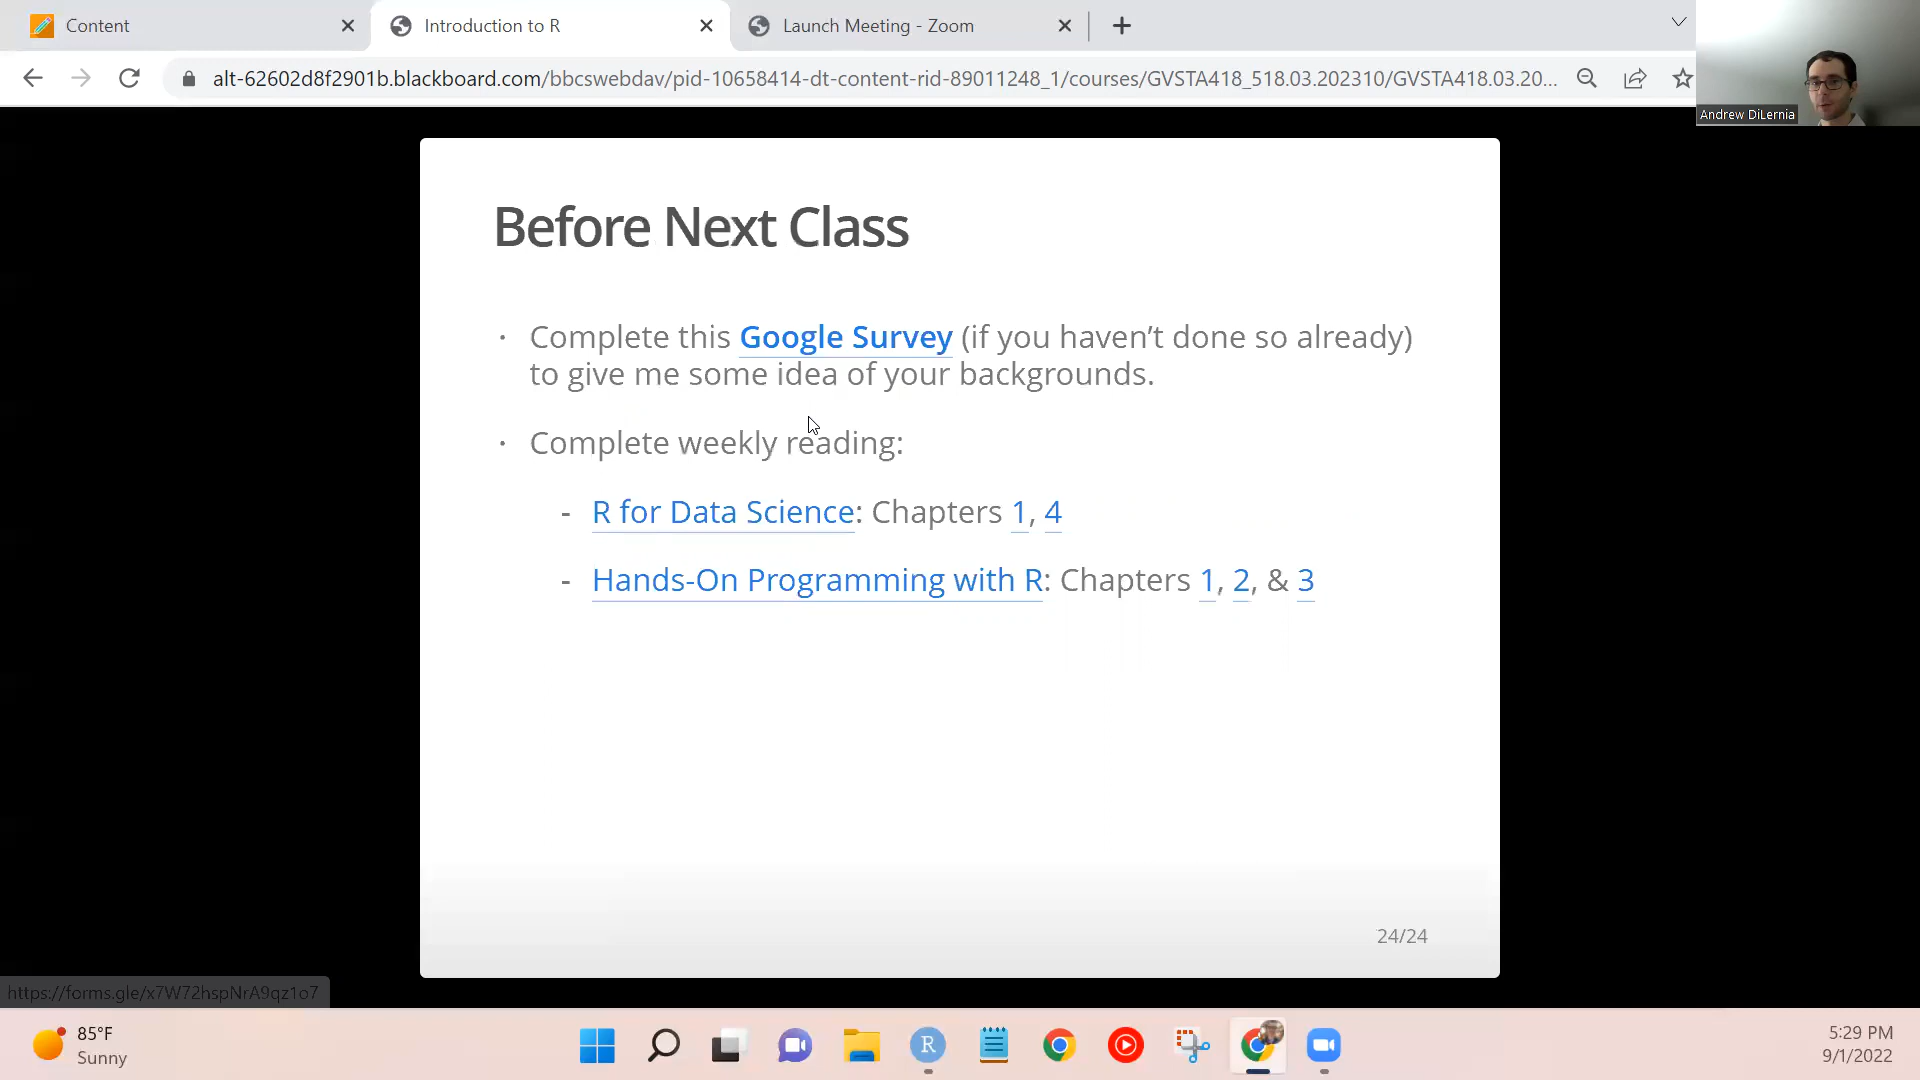 Content
Introduction to R
Launch Meeting - Zoom
alt-62602d8f2901b.blackboard.com/bbcswebdav/pid-10658414-dt-content-rid-89011248_1/courses/GVSTA418_518.03.202310/GVSTA418.03.20...
Andrew DiLernia
Before Next Class
· Complete this Google Survey (if you haven’t done so already)
to give me some idea of your backgrounds.
· Complete weekly reading:
- R for Data Science: Chapters 1, 4
- Hands-On Programming with R: Chapters 1, 2, & 3
24/24
https://forms.gle/x7W72hspNrA9qz1o7
85°F
Sunny
R
5:29 PM
9/1/2022